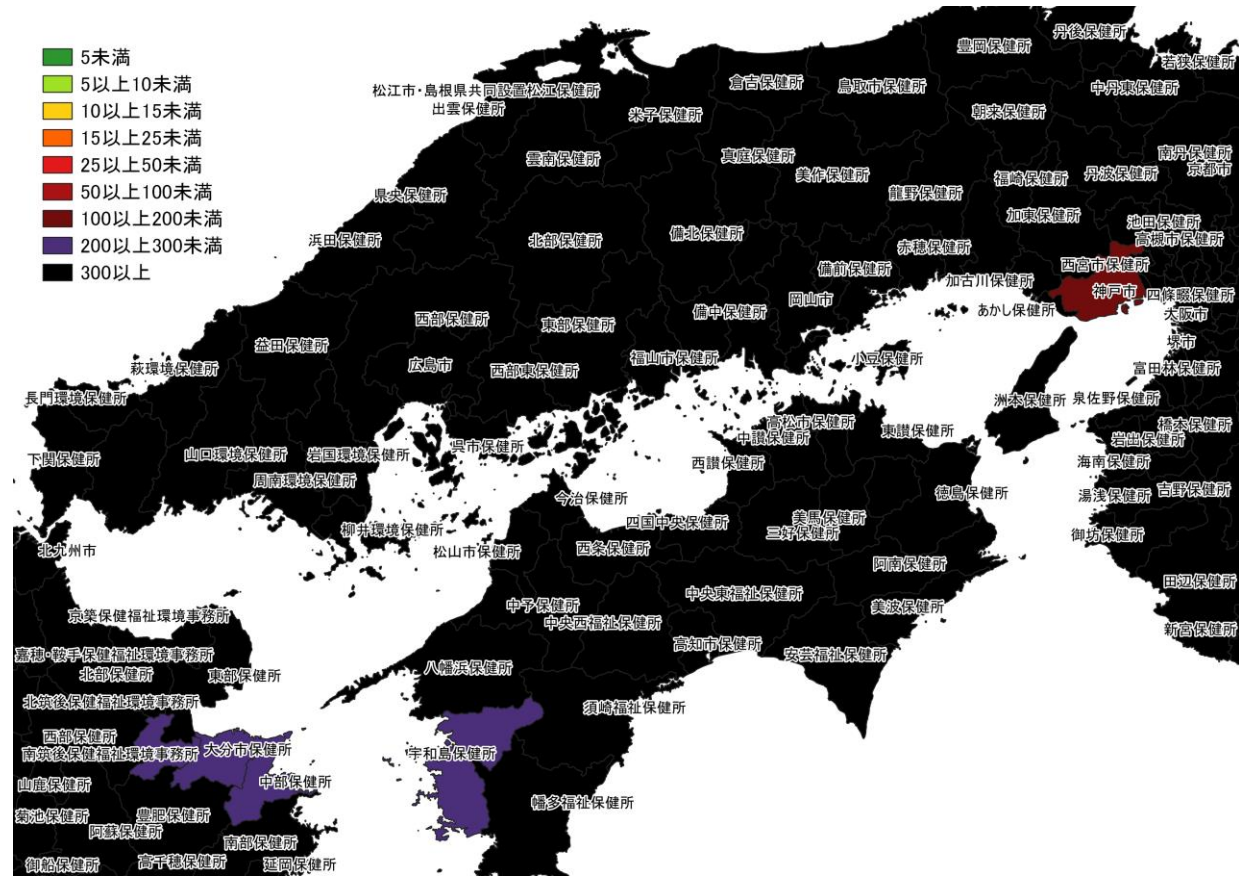 5未満
5以上10未満
10以上15未満
15以上25未満
25以上50未満
50以上100未満
100以上200未満
200以上300未満
300以上
丹後保健所
豊岡保健所
若狭保健所
倉吉保健所
鳥取市保健所
中丹東保健所
松江市・島根県共同設置松江保健所
出雲保健所
米子保健所
朝来保健所
雲南保健所
真庭保健所
美作保健所
南丹保健所
京都市
福崎保健所
丹波保健所
県央保健所
龍野保健所
加東保健所
池田保健所
浜田保健所
北部保健所
備北保健所
赤穂保健所
高槻市保健所
備前保健所
西宮市保健所
加古川保健所
岡山市
神戸市
四條畷保健所
あかし保健所
大阪市
西部保健所
東部保健所
備中保健所
益田保健所
堺市
萩環境保健所
広島市
西部東保健所
福山市保健所
小豆保健所
富田林保健所
長門環境保健所
洲本保健所
泉佐野保健所
高松市保健所
橋本保健所
中讃保健所
東讃保健所
岩出保健所
呉市保健所
下関保健所
山口環境保健所
岩国環境保健所
西讃保健所
海南保健所
周南環境保健所
今治保健所
徳島保健所
湯浅保健所
吉野保健所
柳井環境保健所
四国中央保健所
美馬保健所
三好保健所
御坊保健所
北九州市
松山市保健所
西条保健所
阿南保健所
田辺保健所
中央東福祉保健所
中予保健所
美波保健所
京築保健福祉環境事務所
中央西福祉保健所
新宮保健所
高知市保健所
安芸福祉保健所
嘉穂・鞍手保健福祉環境事務所
北部保健所
東部保健所
八幡浜保健所
北筑後保健福祉環境事務所
須崎福祉保健所
西部保健所
大分市保健所
南筑後保健福祉環境事務所
宇和島保健所
山鹿保健所
中部保健所
幡多福祉保健所
菊池保健所
豊肥保健所
阿蘇保健所
南部保健所
御船保健所
高千穂保健所
延岡保健所